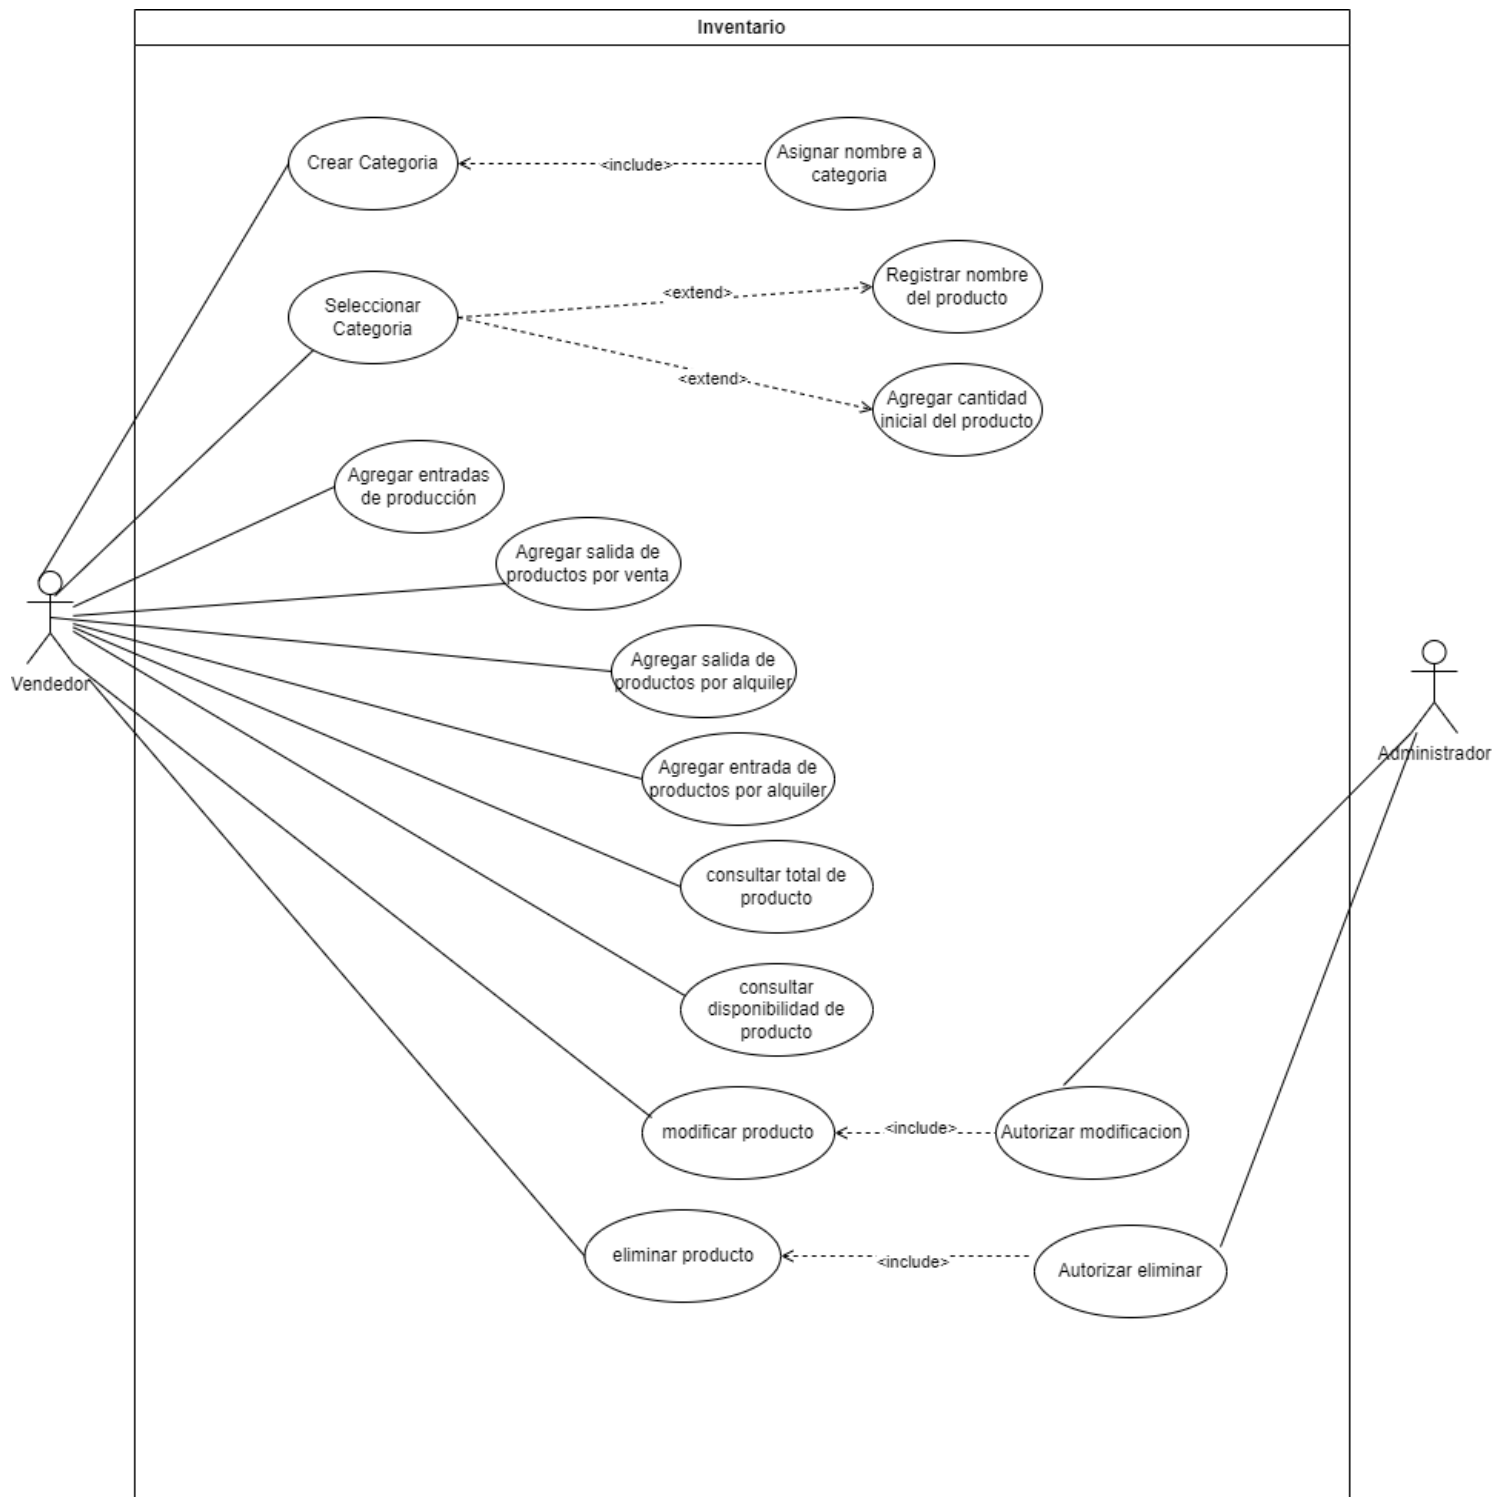 Inventario
Crear Categoria
<include>
Asignar nombre a
categoria
Seleccionar
Categoria
<extend>
Registrar nombre
del producto
<extend>
Agregar cantidad
inicial del producto
Agregar entradas
de producción
Agregar salida de
productos por venta
Agregar salida de
productos por alquiler
Vendedor
Agregar entrada de
productos por alquiler
Administrador
consultar total de
producto
consultar
disponibilidad de
producto
modificar producto
<include>
Autorizar modificacion
eliminar producto
<include>
Autorizar eliminar